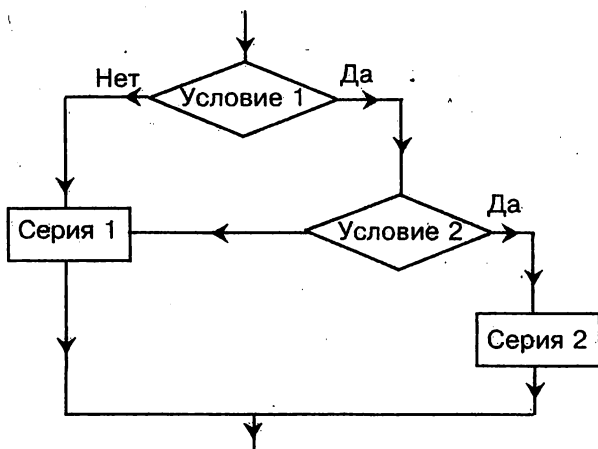 Нет
Да
Условие 1
Серия 1
Условие 2
Да
Серия 2